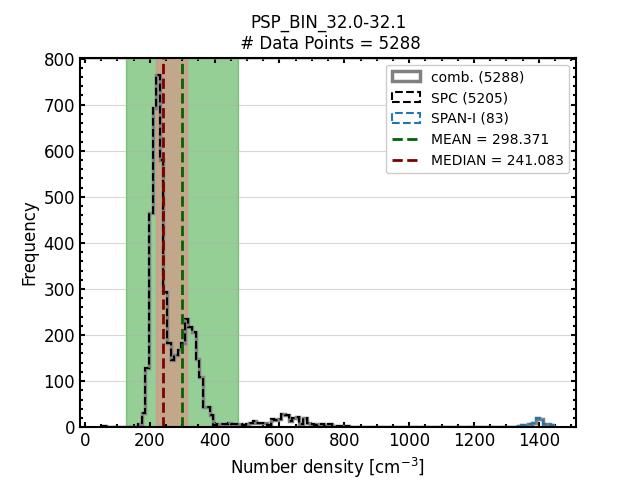 PSP_BIN_32.0-32.1
# Data Points = 5288
800
700
600
500
400
300
200
100
0
Frequency
comb. (5288)
SPC (5205)
SPAN-I (83)
MEAN = 298.371
MEDIAN = 241.083
0 200 400 600 800 1000 1200 1400
Number density [cm⁻³]